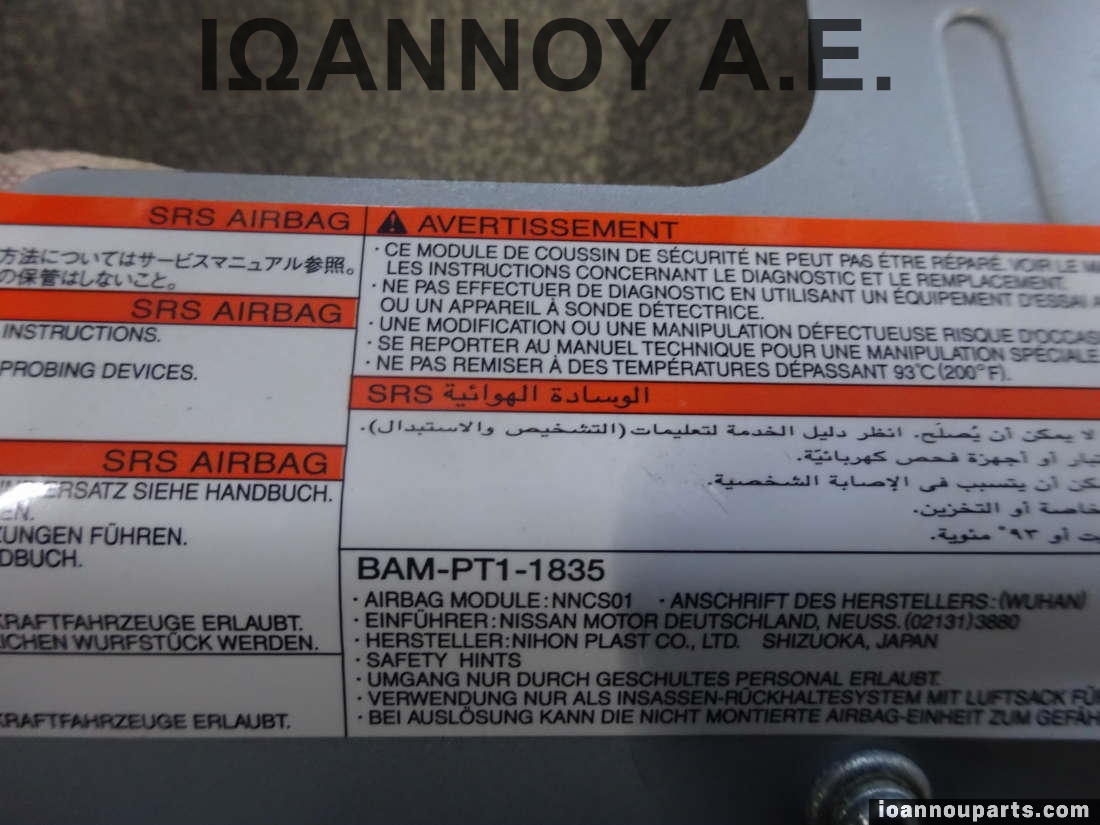 ΙΩΑΝΝΟΥ Α.Ε.
SRS AIRBAG
方法についてはサービスマニュアル参照。
の保管はしないこと。
SRS AIRBAG
INSTRUCTIONS.
PROBING DEVICES.
SRS AIRBAG
ERSATZ SIEHE HANDBUCH.
EN.
ZUNGEN FÜHREN.
DBUCH.
KRAFTFAHRZEUGE ERLAUBT.
LICHEN WURFSTÜCK WERDEN.
KRAFTFAHRZEUGE ERLAUBT.
AVERTISSEMENT
· CE MODULE DE COUSSIN DE SÉCURITÉ NE PEUT PAS ÉTRE RÉPARÉ. VOIR LE
LES INSTRUCTIONS CONCERNANT LE DIAGNOSTIC ET LE REMPLACEMENT.
· NE PAS EFFECTUER DE DIAGNOSTIC EN UTILISANT UN ÉQUIPEMENT D'ESSAI
OU UN APPAREIL À SONDE DÉTECTRICE.
· UNE MODIFICATION OU UNE MANIPULATION DÉFECTUEUSE RISQUE D'OCCAS
· SE REPORTER AU MANUEL TECHNIQUE POUR UNE MANIPULATION SPÉCIALE
· NE PAS REMISER À DES TEMPÉRATURES DÉPASSANT 93°C (200°F).
الوسادة الهوائية SRS
لا يمكن أن يُصلَح. انظر دليل الخدمة لتعليمات (التشخيص والاستبدال).
تبار أو أجهزة فحص كهربائيّة.
كن أن يتسبب فى الإصابة الشخصية.
خاصة أو التخزين.
ت أو ٩٣° مئوية.
BAM-PT1-1835
· AIRBAG MODULE : NNCS01 · ANSCHRIFT DES HERSTELLERS : (WUHAN)
· EINFÜHRER : NISSAN MOTOR DEUTSCHLAND, NEUSS. (02131)3880
· HERSTELLER : NIHON PLAST CO., LTD. SHIZUOKA, JAPAN
· SAFETY HINTS
· UMGANG NUR DURCH GESCHULTES PERSONAL ERLAUBT.
· VERWENDUNG NUR ALS INSASSEN-RÜCKHALTESYSTEM MIT LUFTSACK FÜ
· BEI AUSLÖSUNG KANN DIE NICHT MONTIERTE AIRBAG-EINHEIT ZUM GEFÄH
ioannouparts.com